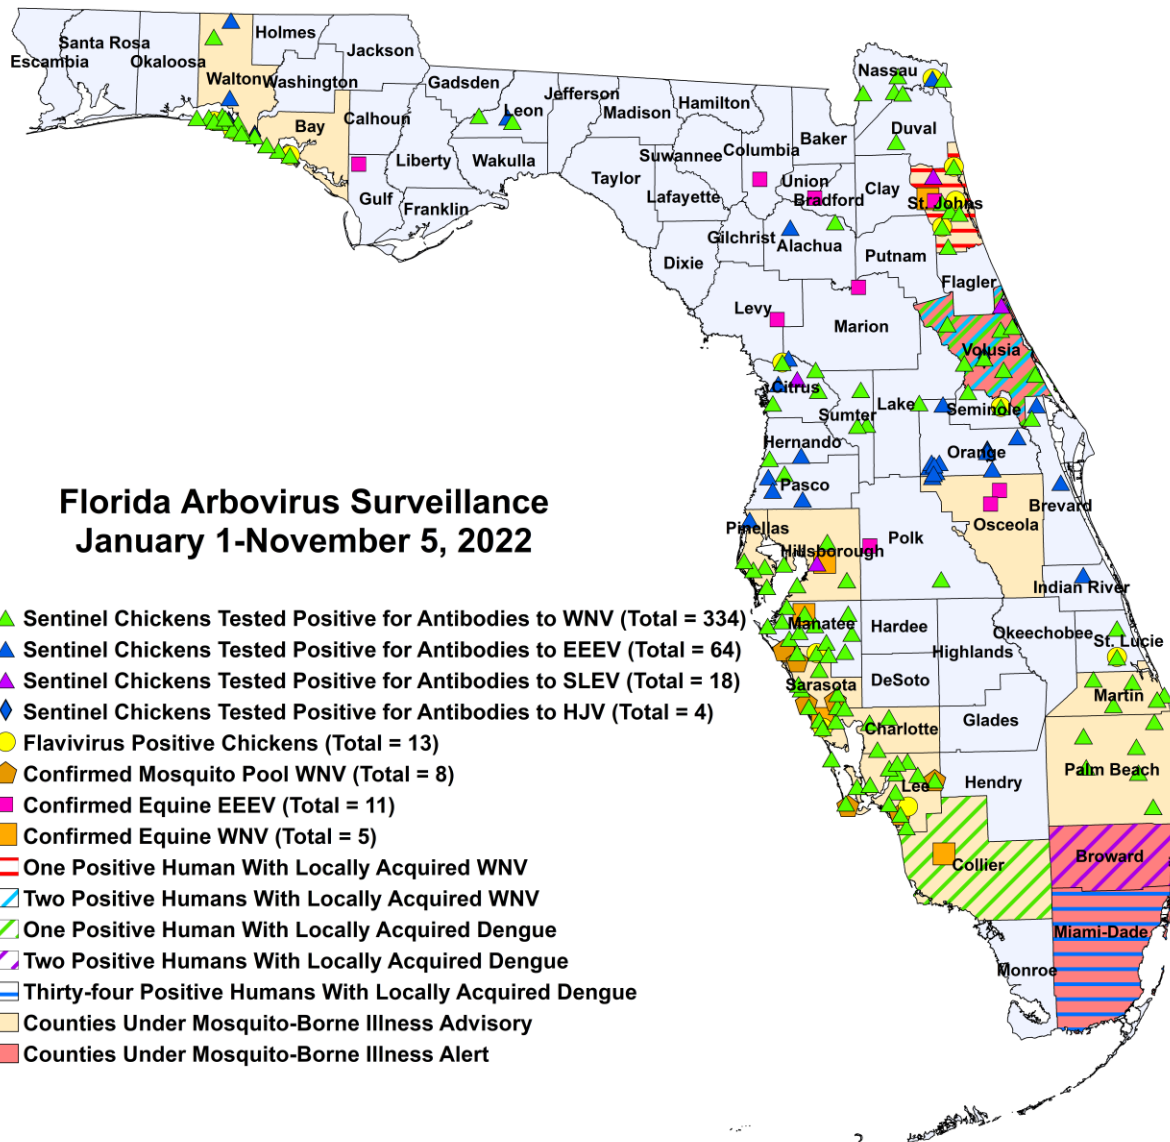 Escambia
Santa Rosa
Okaloosa
Walton
Holmes
Washington
Jackson
Bay
Calhoun
Gulf
Gadsden
Liberty
Franklin
Leon
Wakulla
Jefferson
Madison
Taylor
Hamilton
Suwannee
Lafayette
Columbia
Dixie
Gilchrist
Baker
Union
Bradford
Alachua
Nassau
Duval
Clay
St. Johns
Putnam
Flagler
Levy
Marion
Volusia
Citrus
Sumter
Lake
Seminole
Hernando
Orange
Pasco
Brevard
Osceola
Pinellas
Hillsborough
Polk
Indian River
Manatee
Hardee
Okeechobee
St. Lucie
Highlands
Sarasota
DeSoto
Martin
Charlotte
Glades
Lee
Hendry
Palm Beach
Collier
Broward
Miami-Dade
Monroe
Florida Arbovirus Surveillance
January 1-November 5, 2022
Sentinel Chickens Tested Positive for Antibodies to WNV (Total = 334)
Sentinel Chickens Tested Positive for Antibodies to EEEV (Total = 64)
Sentinel Chickens Tested Positive for Antibodies to SLEV (Total = 18)
Sentinel Chickens Tested Positive for Antibodies to HJV (Total = 4)
Flavivirus Positive Chickens (Total = 13)
Confirmed Mosquito Pool WNV (Total = 8)
Confirmed Equine EEEV (Total = 11)
Confirmed Equine WNV (Total = 5)
One Positive Human With Locally Acquired WNV
Two Positive Humans With Locally Acquired WNV
One Positive Human With Locally Acquired Dengue
Two Positive Humans With Locally Acquired Dengue
Thirty-four Positive Humans With Locally Acquired Dengue
Counties Under Mosquito-Borne Illness Advisory
Counties Under Mosquito-Borne Illness Alert